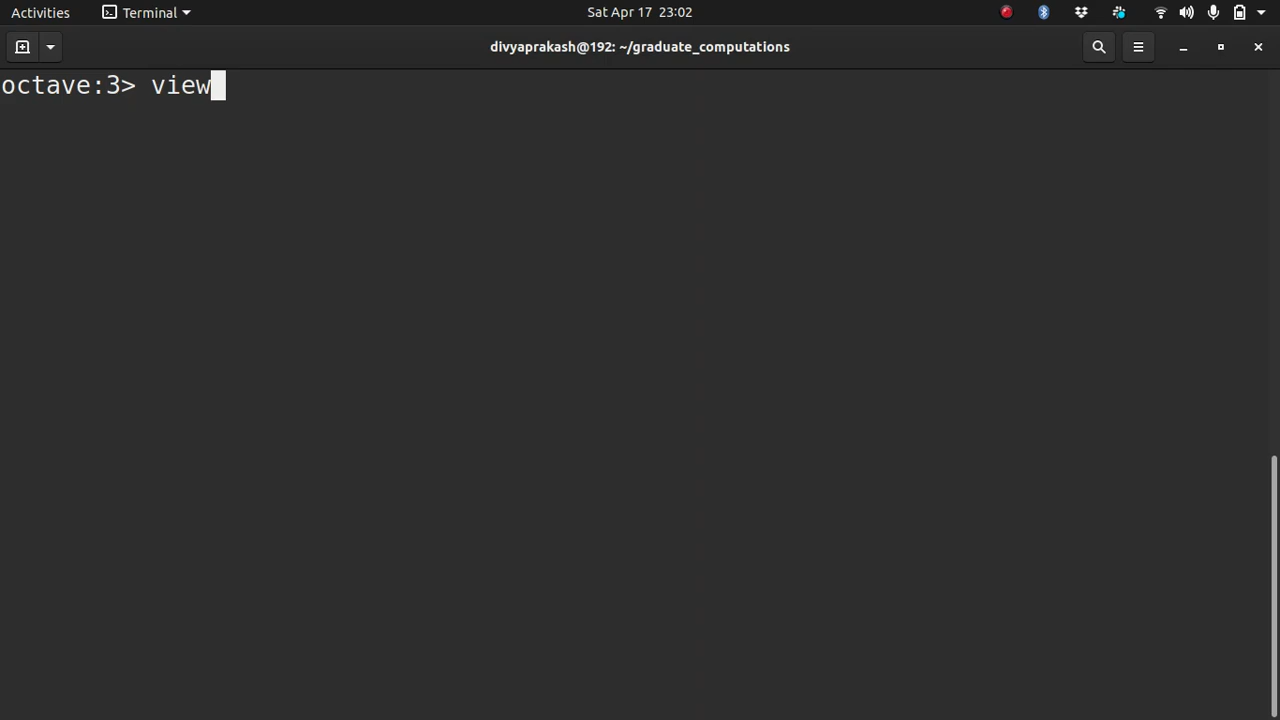 Activities Terminal Sat Apr 17 23:02
divyaprakash@192: ~/graduate_computations
octave:3> view